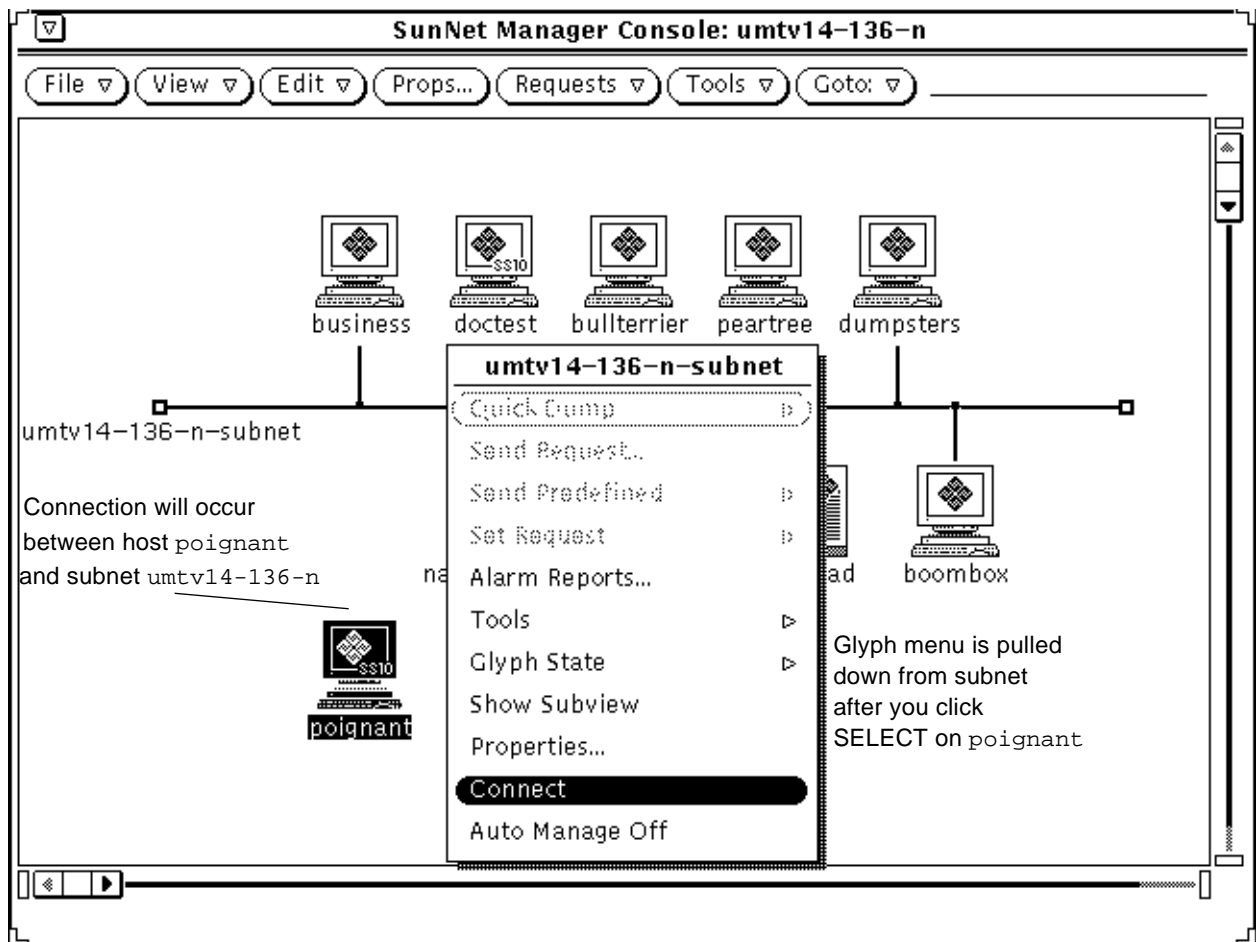 SunNet Manager Console: umtv14-136-n
File View Edit Props... Requests Tools Goto:
SS10
business doctest bullterrier peartree dumpsters
umtv14-136-n-subnet
umtv14-136-n-subnet
Quick Dump
Send Request..
Send Predefined
Set Request
Alarm Reports...
Tools
Glyph State
Show Subview
Properties...
Connect
Auto Manage Off
Connection will occur
between host poignant
and subnet umtv14-136-n
na
ad boombox
SS10
poignant
Glyph menu is pulled
down from subnet
after you click
SELECT on poignant